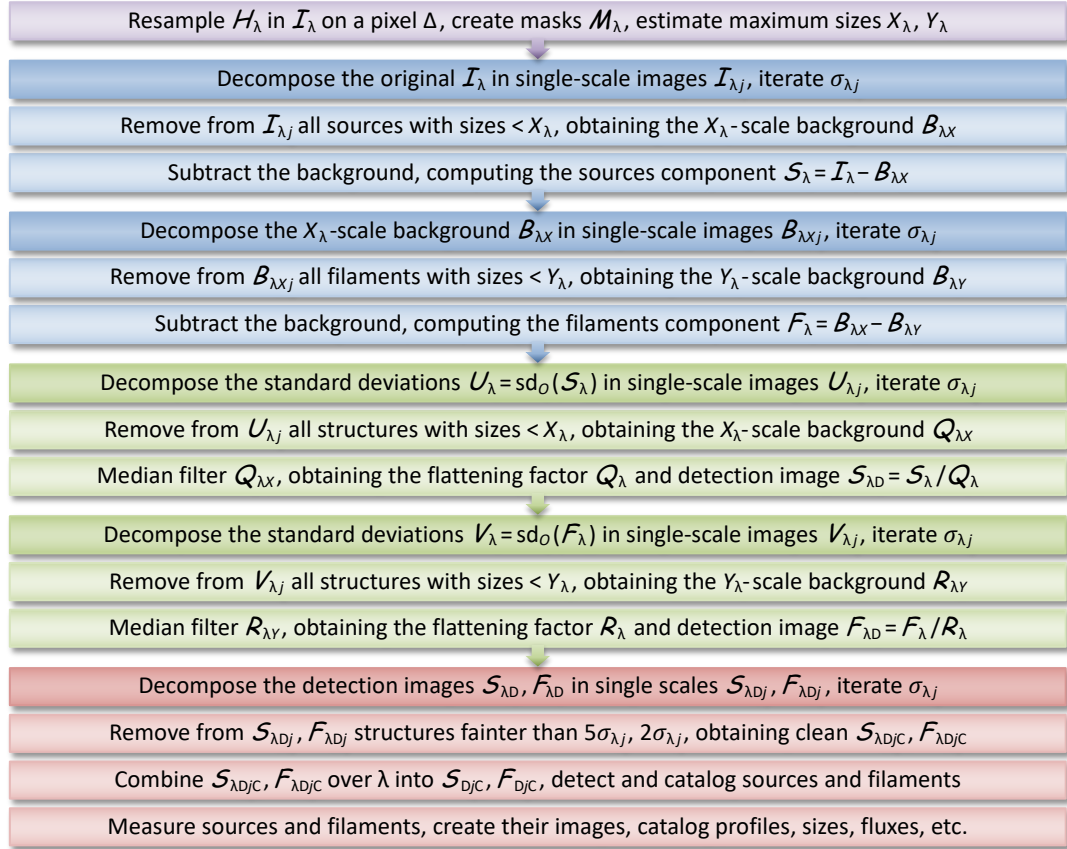 Resample H_λ in I_λ on a pixel Δ, create masks M_λ, estimate maximum sizes X_λ, Y_λ
Decompose the original I_λ in single-scale images I_λj, iterate σ_λj
Remove from I_λj all sources with sizes < X_λ, obtaining the X_λ-scale background B_λX
Subtract the background, computing the sources component S_λ = I_λ − B_λX
Decompose the X_λ-scale background B_λX in single-scale images B_λXj, iterate σ_λj
Remove from B_λXj all filaments with sizes < Y_λ, obtaining the Y_λ-scale background B_λY
Subtract the background, computing the filaments component F_λ = B_λX − B_λY
Decompose the standard deviations U_λ = sd_O(S_λ) in single-scale images U_λj, iterate σ_λj
Remove from U_λj all structures with sizes < X_λ, obtaining the X_λ-scale background Q_λX
Median filter Q_λX, obtaining the flattening factor Q_λ and detection image S_λD = S_λ/Q_λ
Decompose the standard deviations V_λ = sd_O(F_λ) in single-scale images V_λj, iterate σ_λj
Remove from V_λj all structures with sizes < Y_λ, obtaining the Y_λ-scale background R_λY
Median filter R_λY, obtaining the flattening factor R_λ and detection image F_λD = F_λ/R_λ
Decompose the detection images S_λD, F_λD in single scales S_λDj, F_λDj, iterate σ_λj
Remove from S_λDj, F_λDj structures fainter than 5σ_λj, 2σ_λj, obtaining clean S_λDjC, F_λDjC
Combine S_λDjC, F_λDjC over λ into S_DjC, F_DjC, detect and catalog sources and filaments
Measure sources and filaments, create their images, catalog profiles, sizes, fluxes, etc.